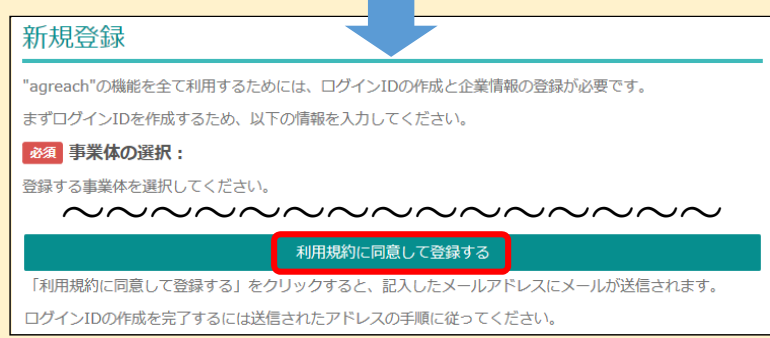 新規登録
"agreach"の機能を全て利用するためには、ログインIDの作成と企業情報の登録が必要です。
まずログインIDを作成するため、以下の情報を入力してください。
必須 事業体の選択：
登録する事業体を選択してください。
利用規約に同意して登録する
「利用規約に同意して登録する」をクリックすると、記入したメールアドレスにメールが送信されます。
ログインIDの作成を完了するには送信されたアドレスの手順に従ってください。